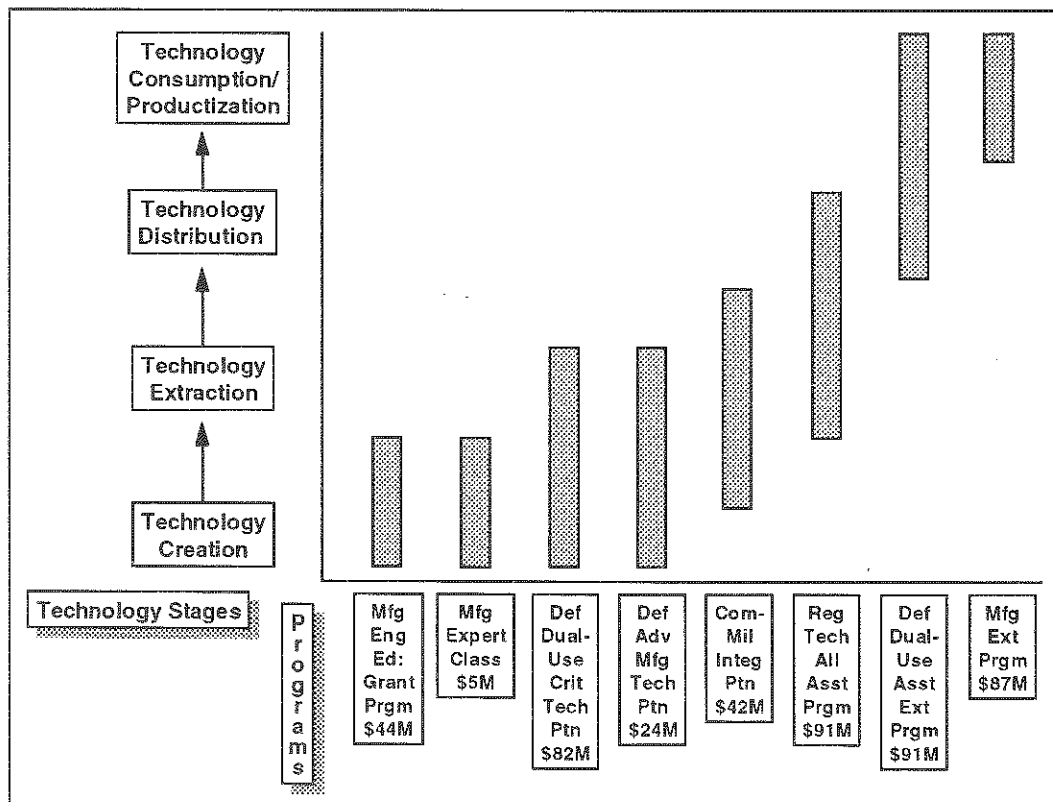 Technology
Consumption/
Productization
Technology
Distribution
Technology
Extraction
Technology
Creation
Technology Stages
Programs
Mfg
Eng
Ed:
Grant
Prgm
$44M
Mfg
Expert
Class
$5M
Def
Dual-
Use
Crit
Tech
Ptn
$82M
Def
Adv
Mfg
Tech
Ptn
$24M
Com-
Mil
Integ
Ptn
$42M
Reg
Tech
All
Asst
Prgm
$91M
Def
Dual-
Use
Asst
Ext
Prgm
$91M
Mfg
Ext
Prgm
$87M